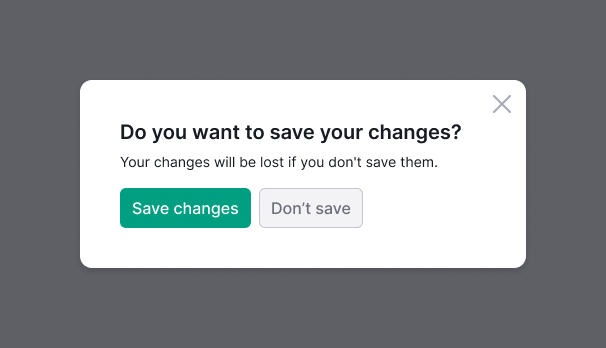 Do you want to save your changes?
Your changes will be lost if you don't save them.
Save changes
Don’t save